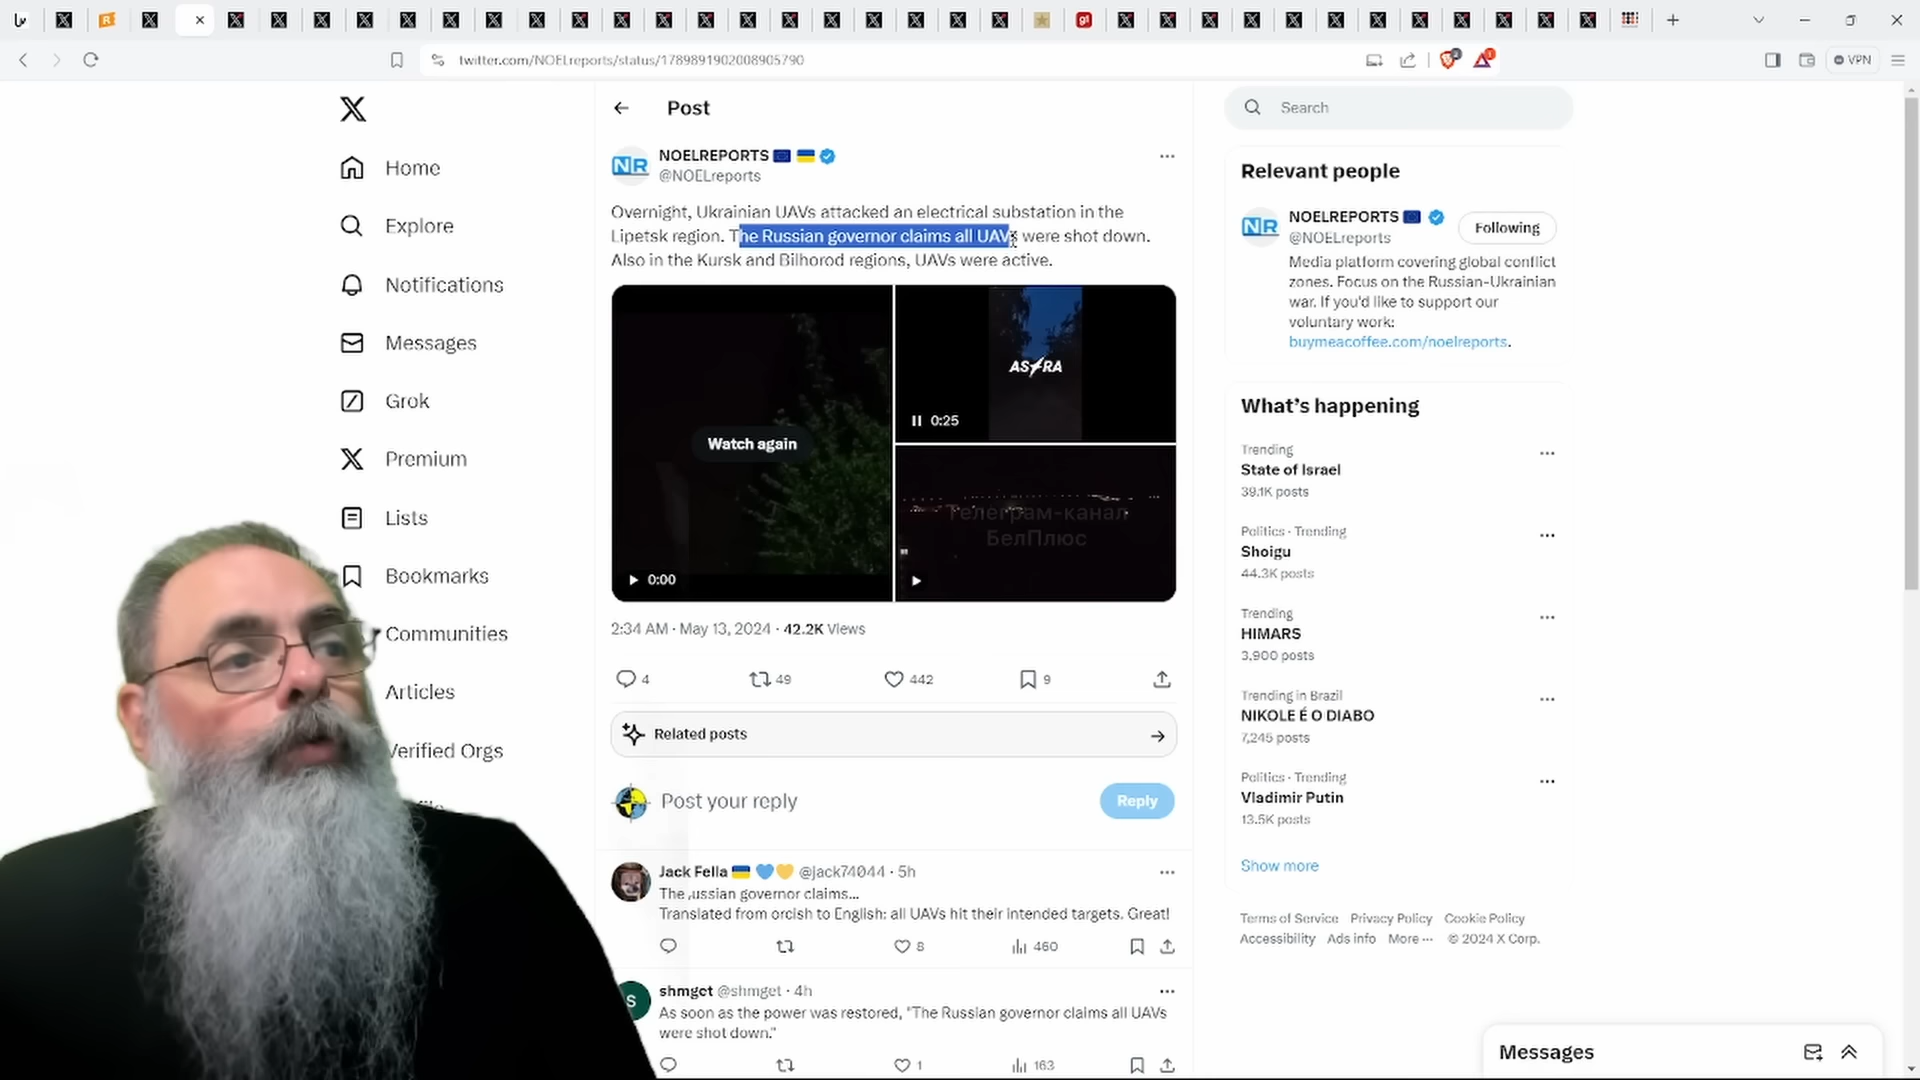 twitter.com/NOELreports/status/1789891902008905790
VPN
Home
Explore
Notifications
Messages
Grok
Premium
Lists
Bookmarks
Communities
Articles
Verified Orgs
Post
NOELREPORTS
@NOELreports
Overnight, Ukrainian UAVs attacked an electrical substation in the
Lipetsk region. The Russian governor claims all UAVs were shot down.
Also in the Kursk and Bilhorod regions, UAVs were active.
Watch again
0:00
ASTRA
0:25
Телеграм-канал
БелПлюс
2:34 AM · May 13, 2024 · 42.2K Views
4
49
442
9
Related posts
Post your reply
Reply
Jack Fella @jack74044 · 5h
The ussian governor claims...
Translated from orcish to English: all UAVs hit their intended targets. Great!
8
460
S
shmget @shmget · 4h
As soon as the power was restored, "The Russian governor claims all UAVs
were shot down."
1
163
Search
Relevant people
NOELREPORTS
@NOELreports
Following
Media platform covering global conflict
zones. Focus on the Russian-Ukrainian
war. If you'd like to support our
voluntary work:
buymeacoffee.com/noelreports.
What's happening
Trending
State of Israel
39.1K posts
Politics · Trending
Shoigu
44.3K posts
Trending
HIMARS
3,900 posts
Trending in Brazil
NIKOLE É O DIABO
7,245 posts
Politics · Trending
Vladimir Putin
13.5K posts
Show more
Terms of Service Privacy Policy Cookie Policy
Accessibility Ads info More ··· © 2024 X Corp.
Messages